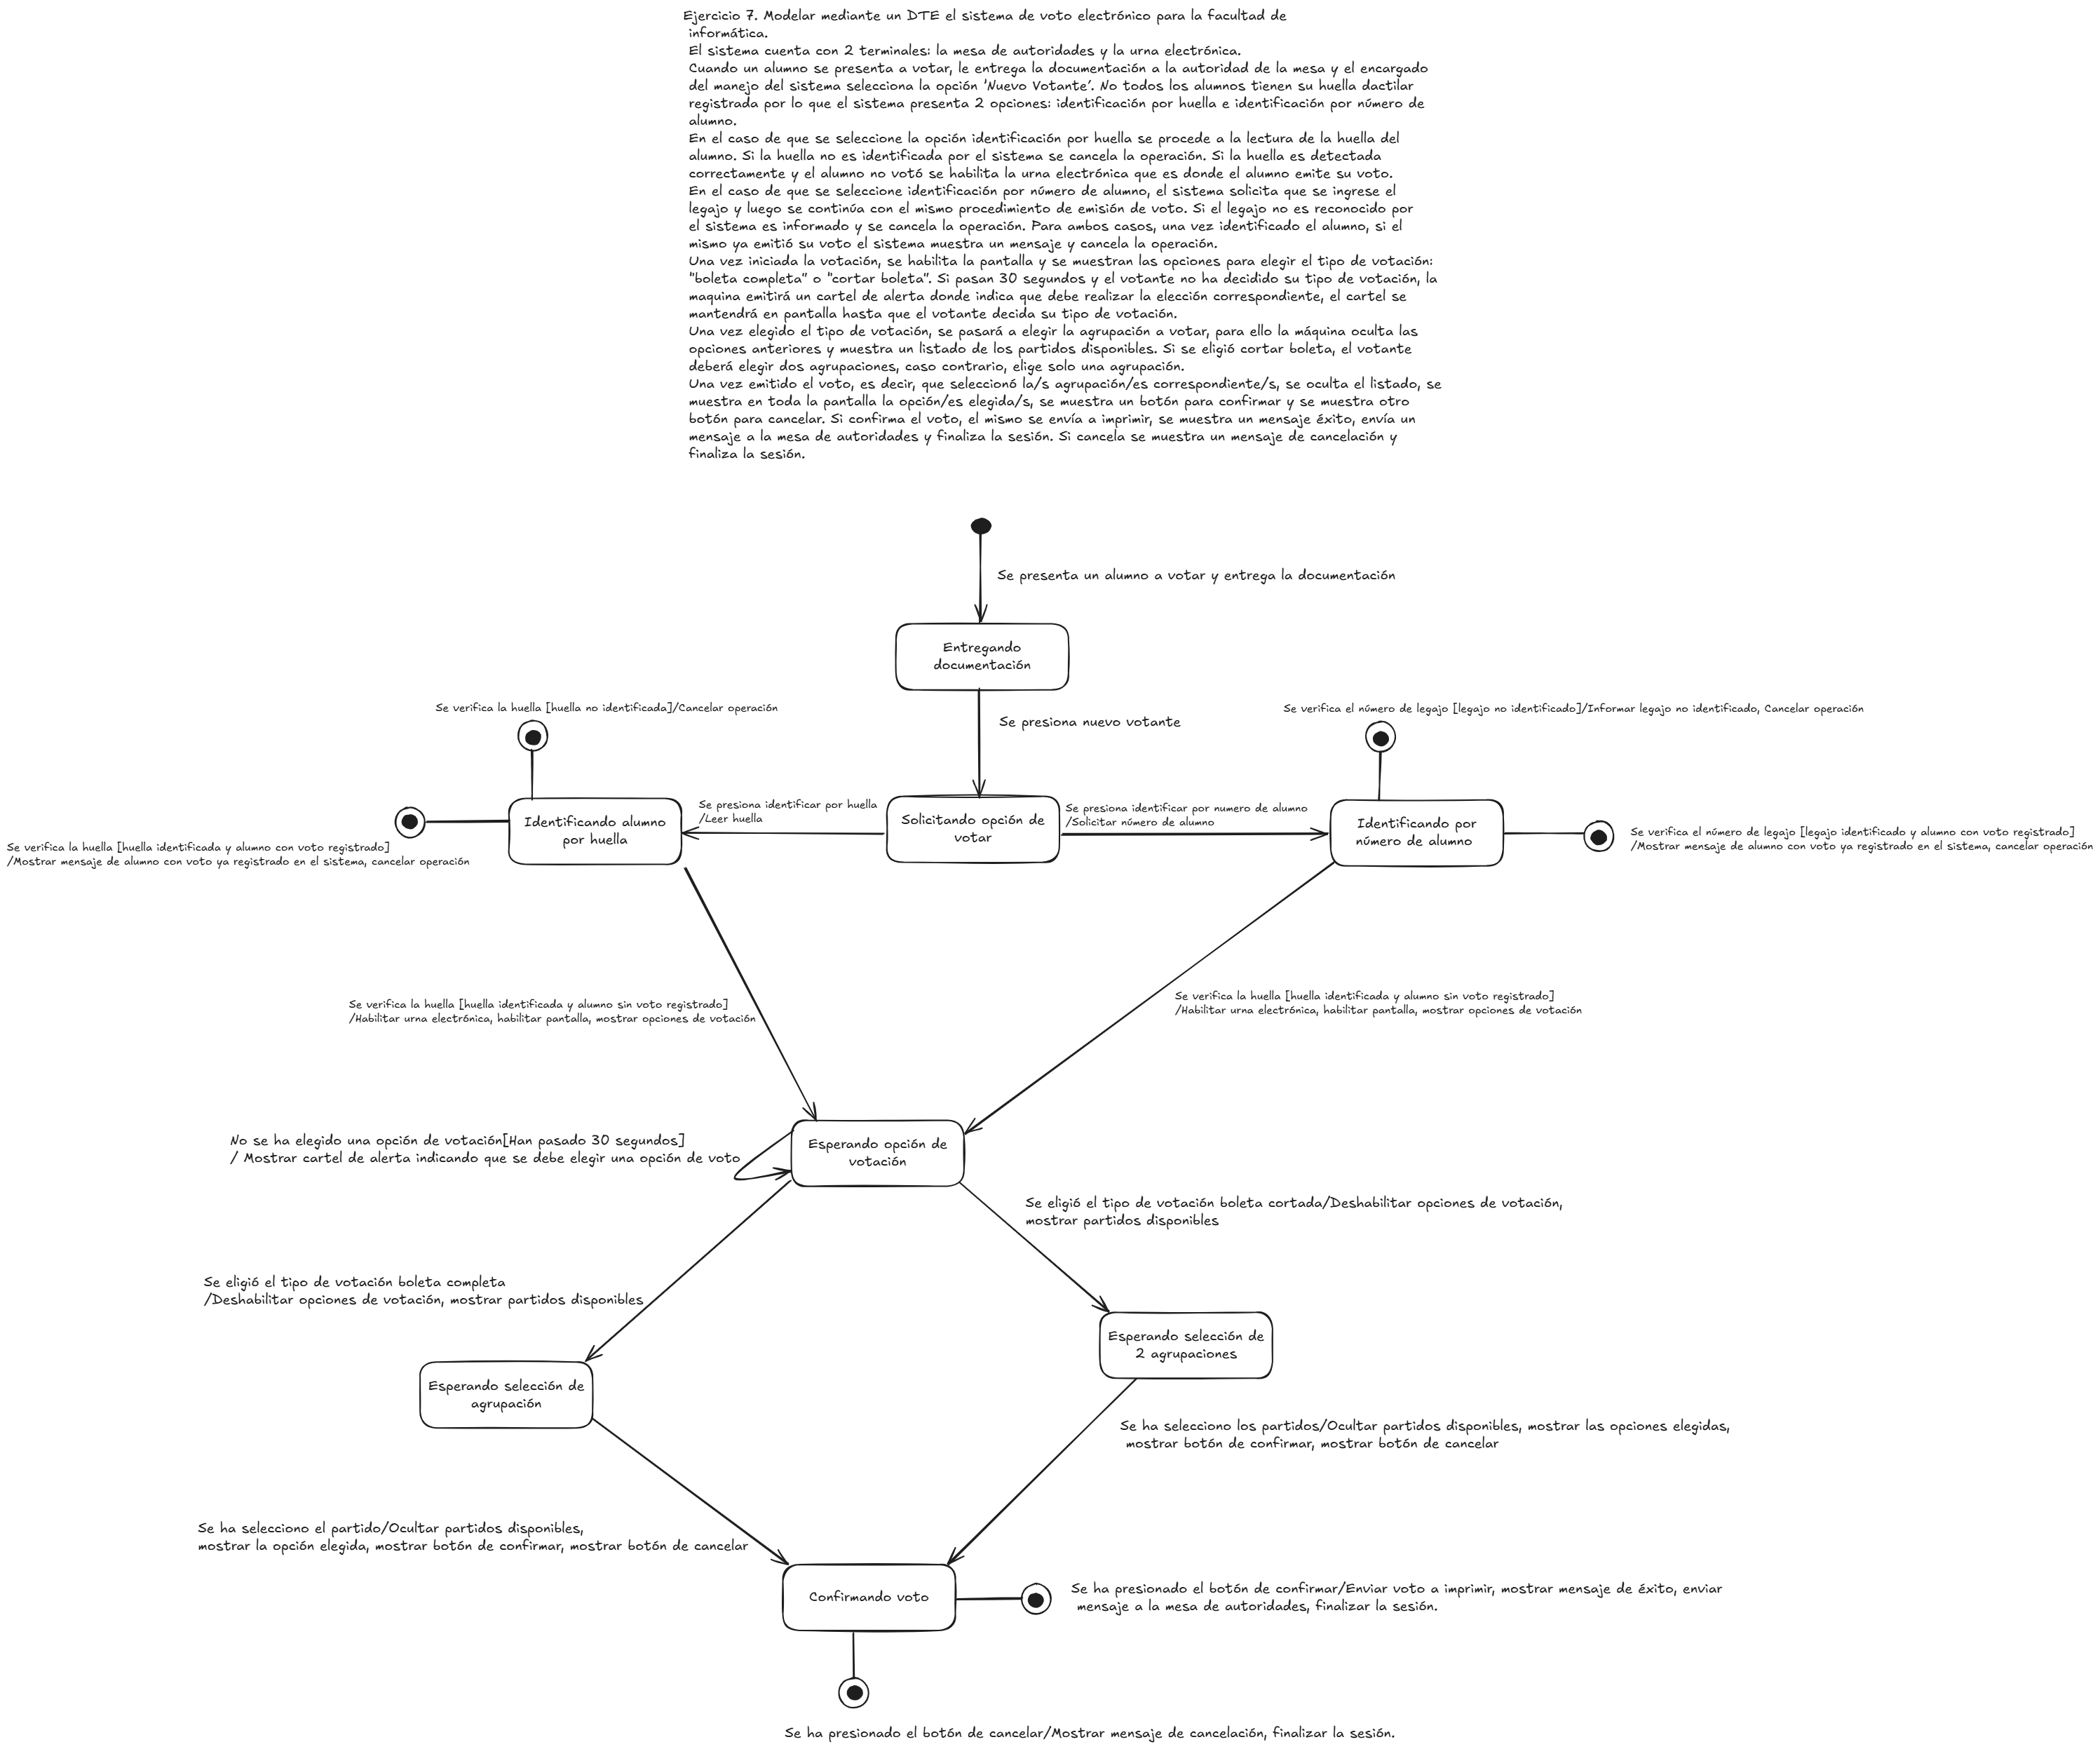 Ejercicio 7. Modelar mediante un DTE el sistema de voto electrónico para la facultad de
informática.
El sistema cuenta con 2 terminales: la mesa de autoridades y la urna electrónica.
Cuando un alumno se presenta a votar, le entrega la documentación a la autoridad de la mesa y el encargado
del manejo del sistema selecciona la opción 'Nuevo Votante'. No todos los alumnos tienen su huella dactilar
registrada por lo que el sistema presenta 2 opciones: identificación por huella e identificación por número de
alumno.
En el caso de que se seleccione la opción identificación por huella se procede a la lectura de la huella del
alumno. Si la huella no es identificada por el sistema se cancela la operación. Si la huella es detectada
correctamente y el alumno no votó se habilita la urna electrónica que es donde el alumno emite su voto.
En el caso de que se seleccione identificación por número de alumno, el sistema solicita que se ingrese el
legajo y luego se continúa con el mismo procedimiento de emisión de voto. Si el legajo no es reconocido por
el sistema es informado y se cancela la operación. Para ambos casos, una vez identificado el alumno, si el
mismo ya emitió su voto el sistema muestra un mensaje y cancela la operación.
Una vez iniciada la votación, se habilita la pantalla y se muestran las opciones para elegir el tipo de votación:
"boleta completa" o "cortar boleta". Si pasan 30 segundos y el votante no ha decidido su tipo de votación, la
maquina emitirá un cartel de alerta donde indica que debe realizar la elección correspondiente, el cartel se
mantendrá en pantalla hasta que el votante decida su tipo de votación.
Una vez elegido el tipo de votación, se pasará a elegir la agrupación a votar, para ello la máquina oculta las
opciones anteriores y muestra un listado de los partidos disponibles. Si se eligió cortar boleta, el votante
deberá elegir dos agrupaciones, caso contrario, elige solo una agrupación.
Una vez emitido el voto, es decir, que seleccionó la/s agrupación/es correspondiente/s, se oculta el listado, se
muestra en toda la pantalla la opción/es elegida/s, se muestra un botón para confirmar y se muestra otro
botón para cancelar. Si confirma el voto, el mismo se envía a imprimir, se muestra un mensaje éxito, envía un
mensaje a la mesa de autoridades y finaliza la sesión. Si cancela se muestra un mensaje de cancelación y
finaliza la sesión.
Se presenta un alumno a votar y entrega la documentación
Entregando
documentación
Se presiona nuevo votante
Se verifica la huella [huella no identificada]/Cancelar operación
Se verifica el número de legajo [legajo no identificado]/Informar legajo no identificado, Cancelar operación
Se verifica la huella [huella identificada y alumno con voto registrado]
/Mostrar mensaje de alumno con voto ya registrado en el sistema, cancelar operación
Identificando alumno
por huella
Se presiona identificar por huella
/Leer huella
Solicitando opción de
votar
Se presiona identificar por numero de alumno
/Solicitar número de alumno
Identificando por
número de alumno
Se verifica el número de legajo [legajo identificado y alumno con voto registrado]
/Mostrar mensaje de alumno con voto ya registrado en el sistema, cancelar operación
Se verifica la huella [huella identificada y alumno sin voto registrado]
/Habilitar urna electrónica, habilitar pantalla, mostrar opciones de votación
Se verifica la huella [huella identificada y alumno sin voto registrado]
/Habilitar urna electrónica, habilitar pantalla, mostrar opciones de votación
No se ha elegido una opción de votación[Han pasado 30 segundos]
/ Mostrar cartel de alerta indicando que se debe elegir una opción de voto
Esperando opción de
votación
Se eligió el tipo de votación boleta cortada/Deshabilitar opciones de votación,
mostrar partidos disponibles
Se eligió el tipo de votación boleta completa
/Deshabilitar opciones de votación, mostrar partidos disponibles
Esperando selección de
2 agrupaciones
Esperando selección de
agrupación
Se ha selecciono los partidos/Ocultar partidos disponibles, mostrar las opciones elegidas,
mostrar botón de confirmar, mostrar botón de cancelar
Se ha selecciono el partido/Ocultar partidos disponibles,
mostrar la opción elegida, mostrar botón de confirmar, mostrar botón de cancelar
Confirmando voto
Se ha presionado el botón de confirmar/Enviar voto a imprimir, mostrar mensaje de éxito, enviar
mensaje a la mesa de autoridades, finalizar la sesión.
Se ha presionado el botón de cancelar/Mostrar mensaje de cancelación, finalizar la sesión.